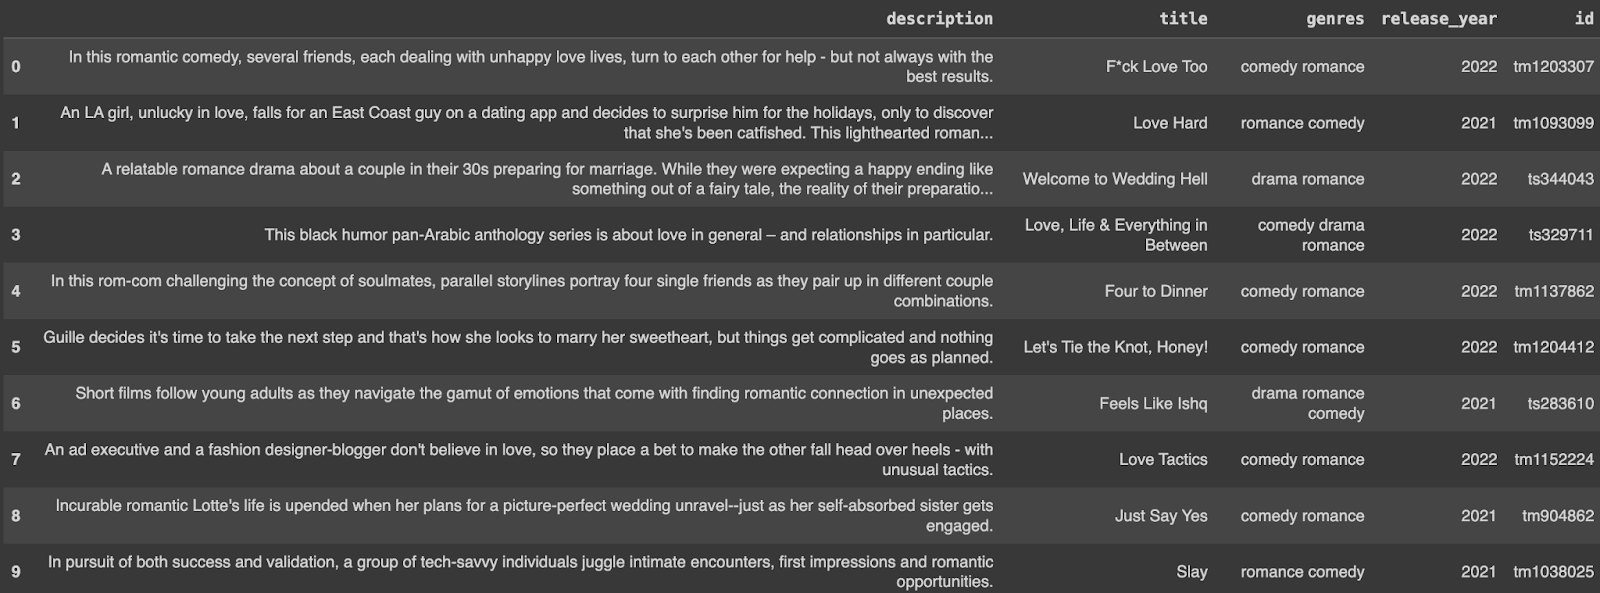 description title genres release_year id
0 In this romantic comedy, several friends, each dealing with unhappy love lives, turn to each other for help - but not always with the best results. F*ck Love Too comedy romance 2022 tm1203307
1 An LA girl, unlucky in love, falls for an East Coast guy on a dating app and decides to surprise him for the holidays, only to discover that she's been catfished. This lighthearted roman... Love Hard romance comedy 2021 tm1093099
2 A relatable romance drama about a couple in their 30s preparing for marriage. While they were expecting a happy ending like something out of a fairy tale, the reality of their preparatio... Welcome to Wedding Hell drama romance 2022 ts344043
3 This black humor pan-Arabic anthology series is about love in general – and relationships in particular. Love, Life & Everything in Between comedy drama romance 2022 ts329711
4 In this rom-com challenging the concept of soulmates, parallel storylines portray four single friends as they pair up in different couple combinations. Four to Dinner comedy romance 2022 tm1137862
5 Guille decides it's time to take the next step and that's how she looks to marry her sweetheart, but things get complicated and nothing goes as planned. Let's Tie the Knot, Honey! comedy romance 2022 tm1204412
6 Short films follow young adults as they navigate the gamut of emotions that come with finding romantic connection in unexpected places. Feels Like Ishq drama romance comedy 2021 ts283610
7 An ad executive and a fashion designer-blogger don't believe in love, so they place a bet to make the other fall head over heels - with unusual tactics. Love Tactics comedy romance 2022 tm1152224
8 Incurable romantic Lotte's life is upended when her plans for a picture-perfect wedding unravel--just as her self-absorbed sister gets engaged. Just Say Yes comedy romance 2021 tm904862
9 In pursuit of both success and validation, a group of tech-savvy individuals juggle intimate encounters, first impressions and romantic opportunities. Slay romance comedy 2021 tm1038025